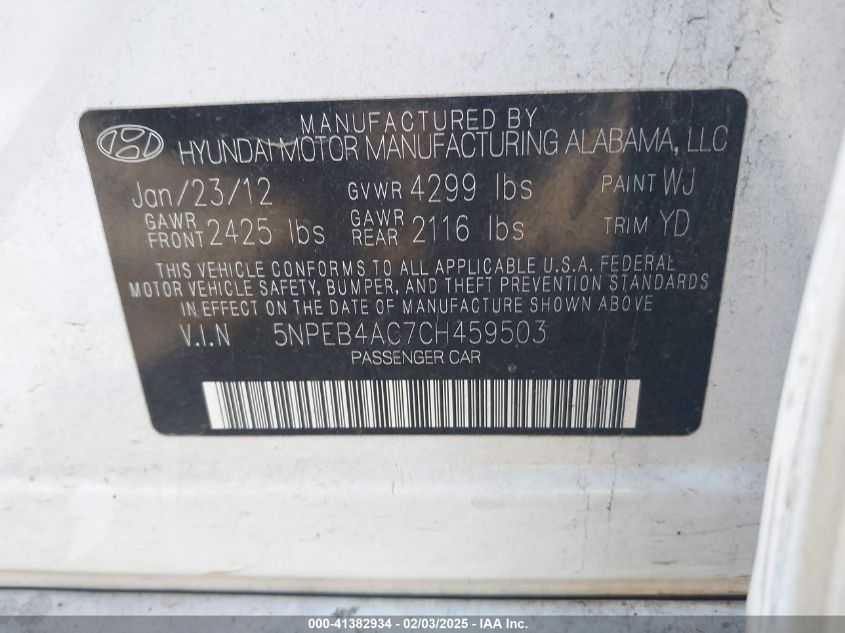 MANUFACTURED BY
HYUNDAI MOTOR MANUFACTURING ALABAMA, LLC
Jan/23/12 GVWR 4299 lbs PAINT WJ
GAWR FRONT 2425 lbs GAWR REAR 2116 lbs TRIM YD
THIS VEHICLE CONFORMS TO ALL APPLICABLE U.S.A. FEDERAL
MOTOR VEHICLE SAFETY, BUMPER, AND THEFT PREVENTION STANDARDS
IN EFFECT ON THE DATE OF MANUFACTURE SHOWN ABOVE.
V.I.N 5NPEB4AC7CH459503
PASSENGER CAR
000-41382934 - 02/03/2025 - IAA Inc.